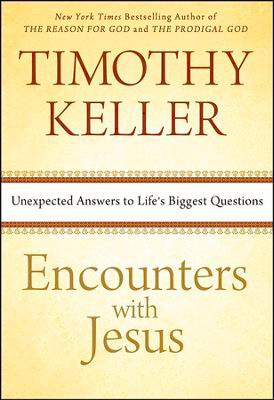 New York Times Bestselling Author of
THE REASON FOR GOD and THE PRODIGAL GOD
TIMOTHY
KELLER
Unexpected Answers to Life's Biggest Questions
Encounters
with
Jesus